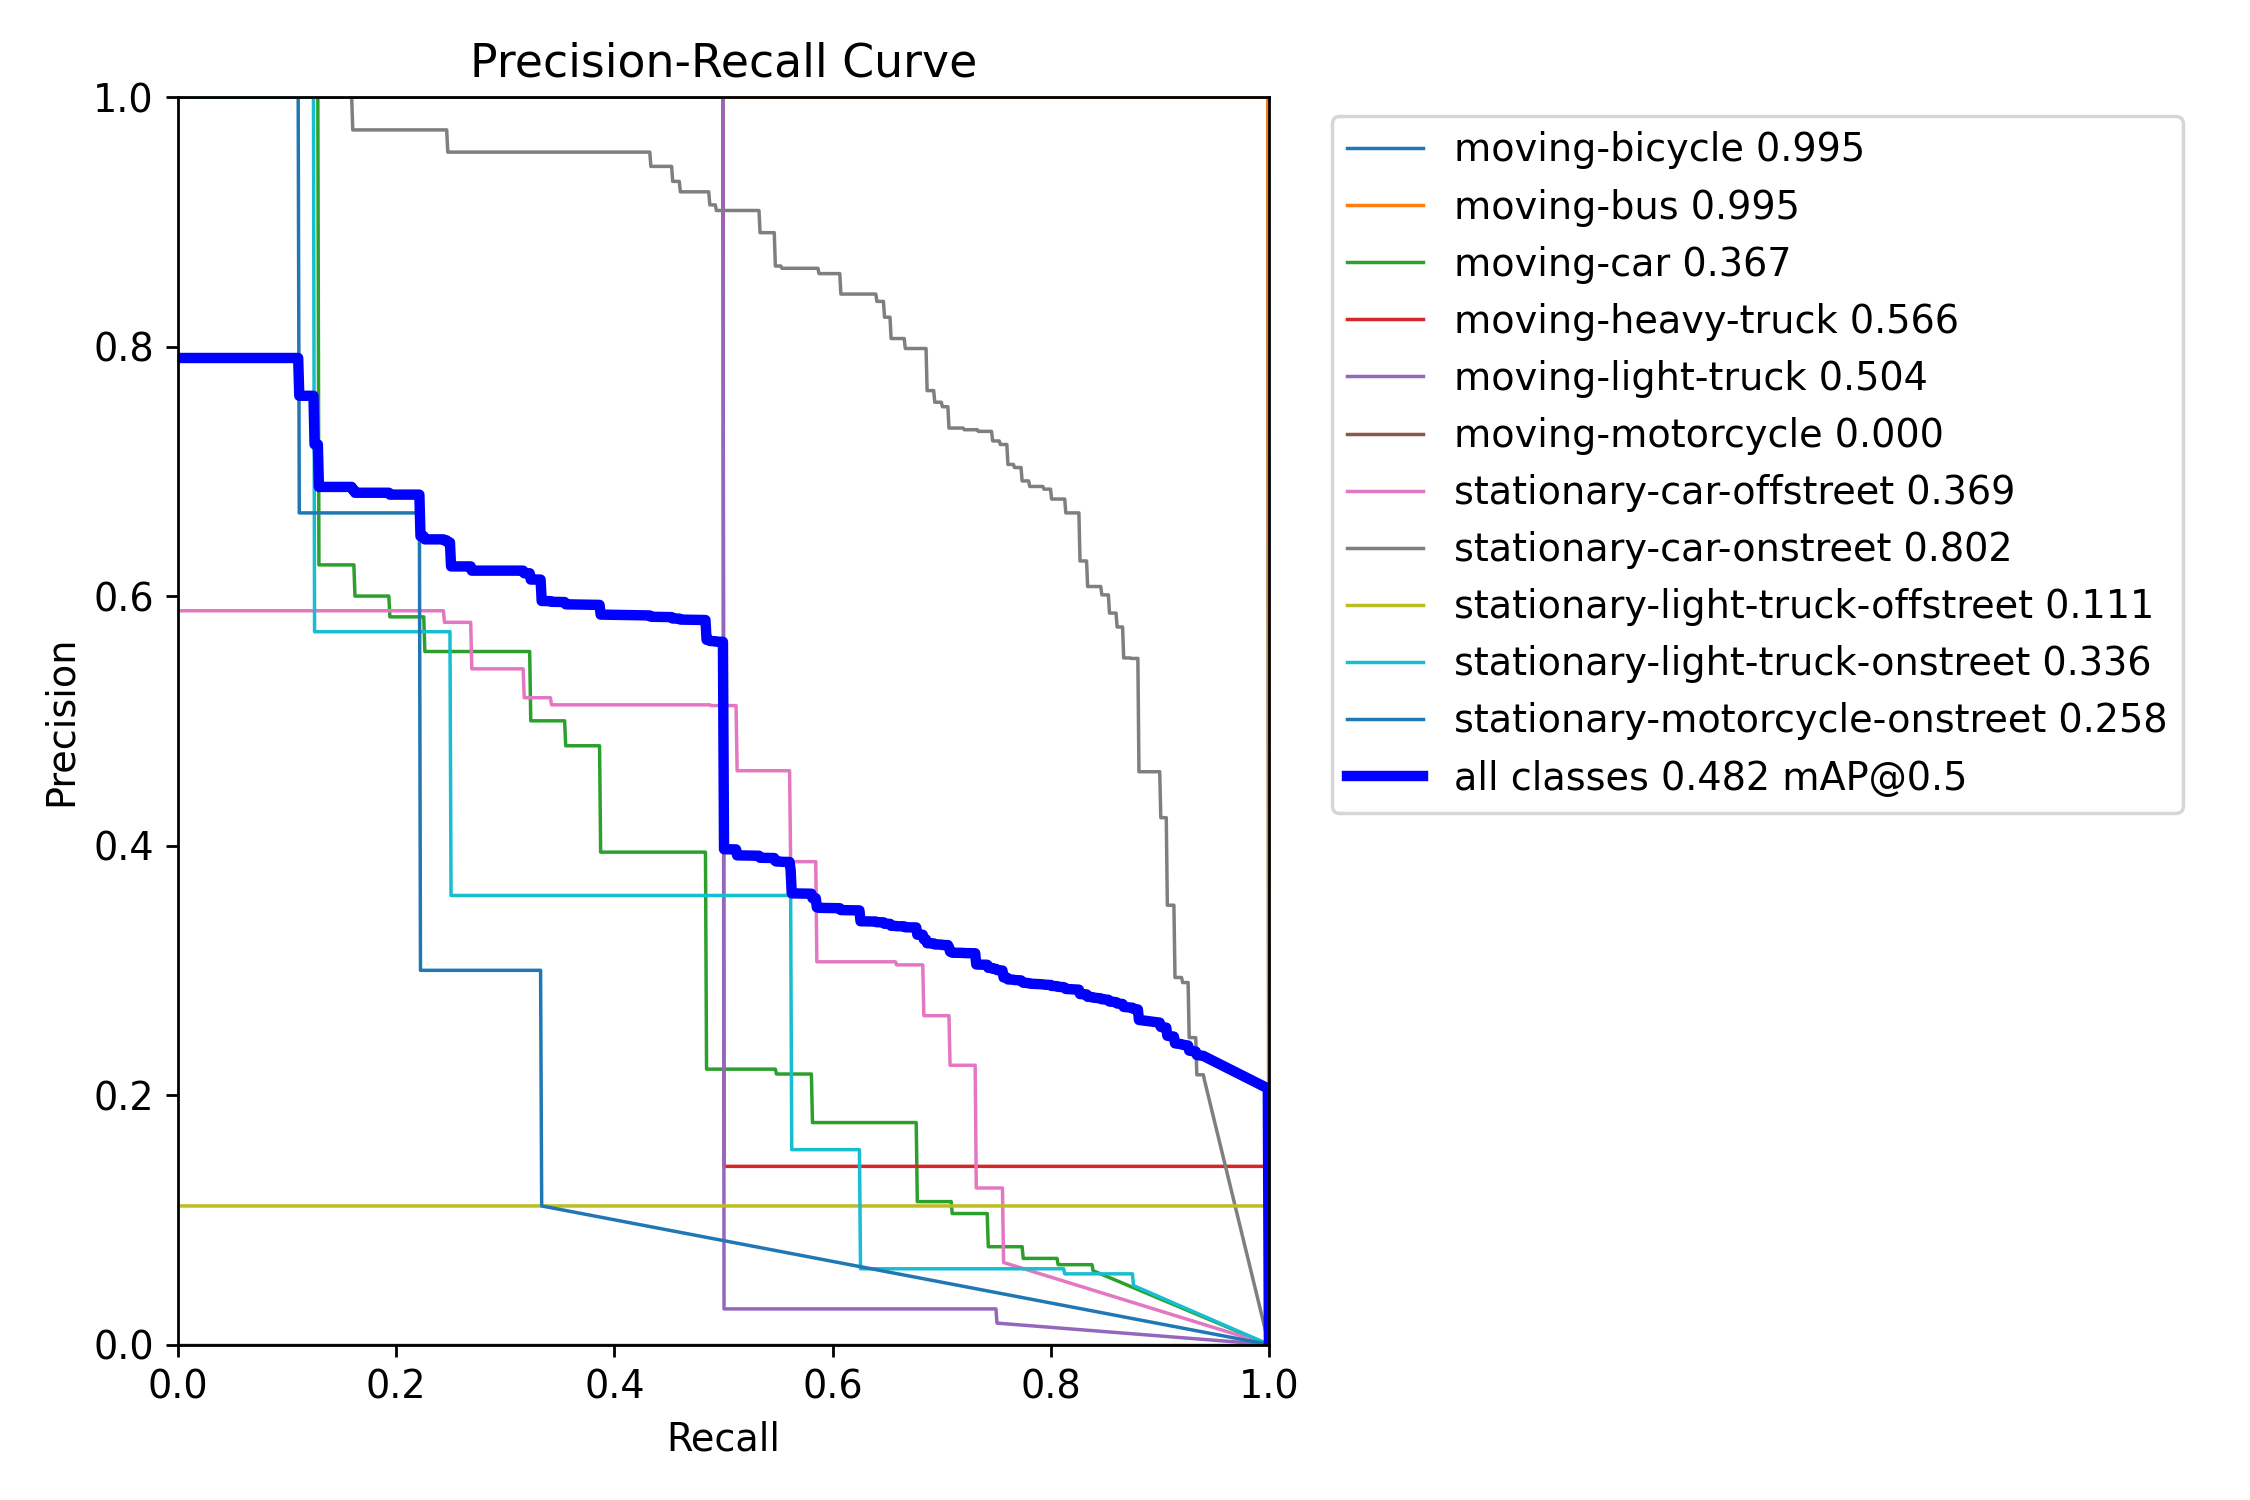 Precision-Recall Curve
1.0
0.8
0.6
0.4
0.2
0.0
Precision
0.0 0.2 0.4 0.6 0.8 1.0
Recall
moving-bicycle 0.995
moving-bus 0.995
moving-car 0.367
moving-heavy-truck 0.566
moving-light-truck 0.504
moving-motorcycle 0.000
stationary-car-offstreet 0.369
stationary-car-onstreet 0.802
stationary-light-truck-offstreet 0.111
stationary-light-truck-onstreet 0.336
stationary-motorcycle-onstreet 0.258
all classes 0.482 mAP@0.5